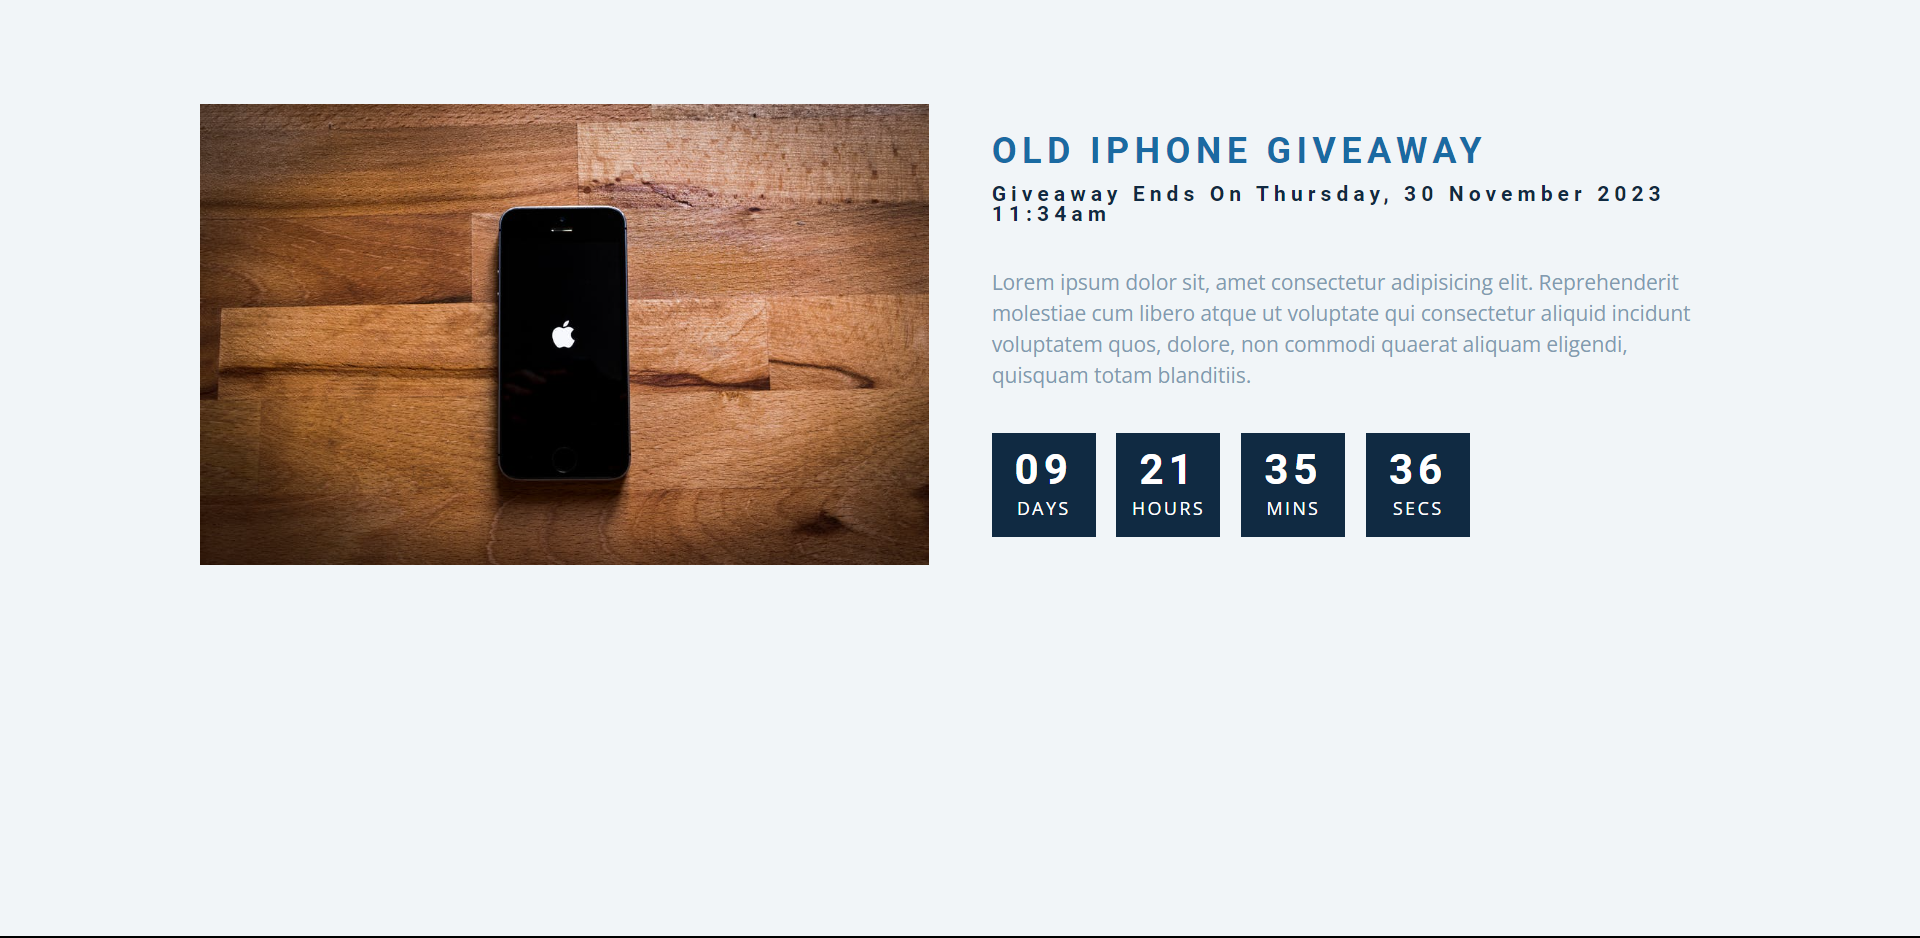 OLD IPHONE GIVEAWAY
Giveaway Ends On Thursday, 30 November 2023
11:34am
Lorem ipsum dolor sit, amet consectetur adipisicing elit. Reprehenderit
molestiae cum libero atque ut voluptate qui consectetur aliquid incidunt
voluptatem quos, dolore, non commodi quaerat aliquam eligendi,
quisquam totam blanditiis.
09 21 35 36
DAYS HOURS MINS SECS